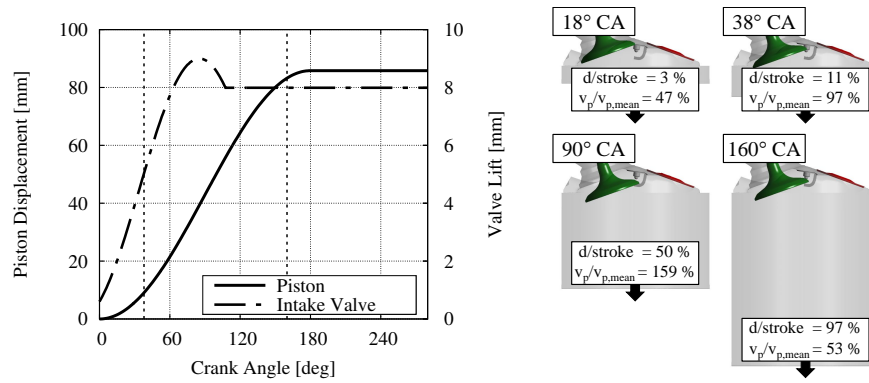 100
80
60
40
20
0
Piston Displacement [mm]
10
8
6
4
2
0
Valve Lift [mm]
0
60
120
180
240
Crank Angle [deg]
Piston
Intake Valve
18° CA
d/stroke = 3 %
v_p/v_p,mean = 47 %
38° CA
d/stroke = 11 %
v_p/v_p,mean = 97 %
90° CA
d/stroke = 50 %
v_p/v_p,mean = 159 %
160° CA
d/stroke = 97 %
v_p/v_p,mean = 53 %